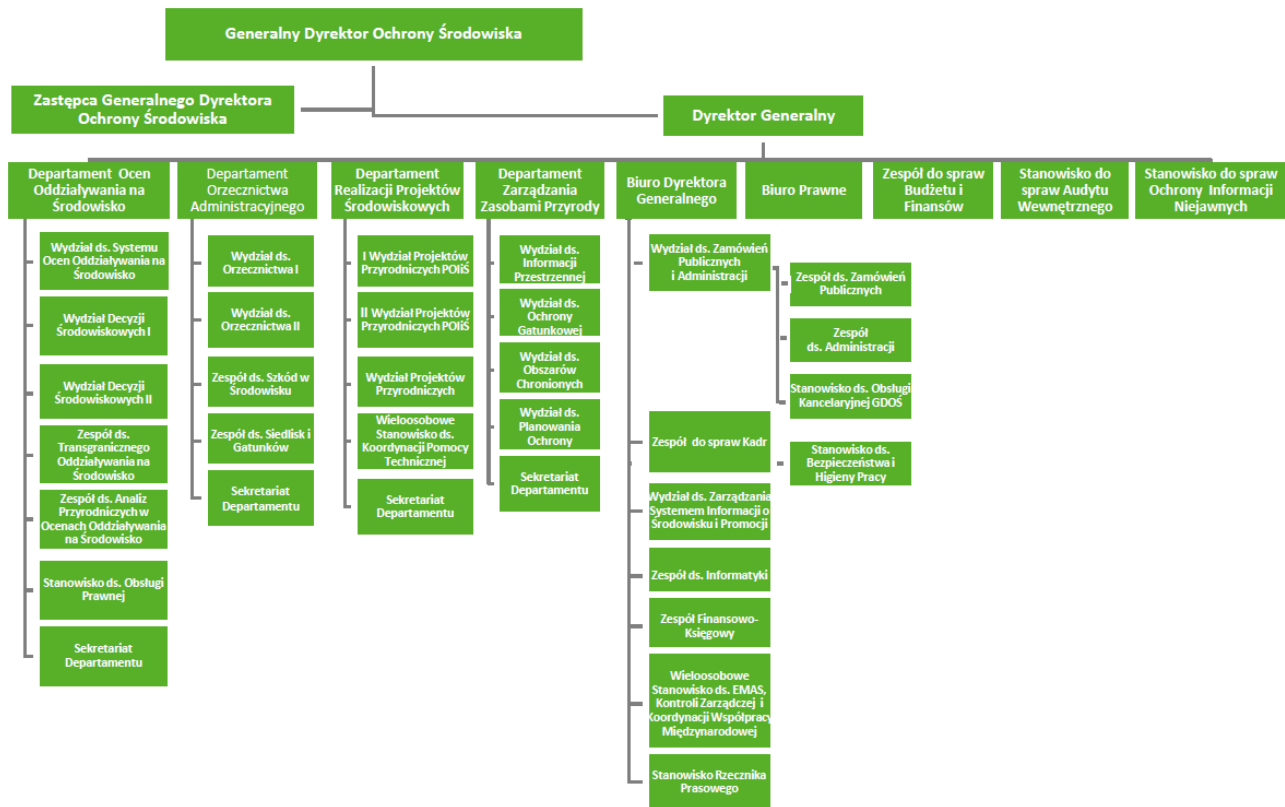 Generalny Dyrektor Ochrony Środowiska
Zastępca Generalnego Dyrektora
Ochrony Środowiska
Dyrektor Generalny
Departament Ocen
Oddziaływania na
Środowisko
Departament
Orzecznictwa
Administracyjnego
Departament
Realizacji Projektów
Środowiskowych
Departament
Zarządzania
Zasobami Przyrody
Biuro Dyrektora
Generalnego
Biuro Prawne
Zespół do spraw
Budżetu i
Finansów
Stanowisko do
spraw Audytu
Wewnętrznego
Stanowisko do spraw
Ochrony Informacji
Niejawnych
Wydział ds. Systemu
Ocen Oddziaływania na
Środowisko
Wydział Decyzji
Środowiskowych I
Wydział Decyzji
Środowiskowych II
Zespół ds.
Transgranicznego
Oddziaływania na
Środowisko
Zespół ds. Analiz
Przyrodniczych w
Ocenach Oddziaływania
na Środowisko
Stanowisko ds. Obsługi
Prawnej
Sekretariat
Departamentu
Wydział ds.
Orzecznictwa I
Wydział ds.
Orzecznictwa II
Zespół ds. Szkód w
Środowisku
Zespół ds. Siedlisk i
Gatunków
Sekretariat
Departamentu
I Wydział Projektów
Przyrodniczych POIiŚ
II Wydział Projektów
Przyrodniczych POIiŚ
Wydział Projektów
Przyrodniczych
Wieloosobowe
Stanowisko ds.
Koordynacji Pomocy
Technicznej
Sekretariat
Departamentu
Wydział ds.
Informacji
Przestrzennej
Wydział ds.
Ochrony
Gatunkowej
Wydział ds.
Obszarów
Chronionych
Wydział ds.
Planowania
Ochrony
Sekretariat
Departamentu
Wydział ds. Zamówień
Publicznych
i Administracji
Zespół ds. Zamówień
Publicznych
Zespół
ds. Administracji
Stanowisko ds. Obsługi
Kancelaryjnej GDOŚ
Zespół do spraw Kadr
Stanowisko ds.
Bezpieczeństwa i
Higieny Pracy
Wydział ds. Zarządzania
Systemem Informacji o
Środowisku i Promocji
Zespół ds. Informatyki
Zespół Finansowo-
Księgowy
Wieloosobowe
Stanowisko ds. EMAS,
Kontroli Zarządczej i
Koordynacji Współpracy
Międzynarodowej
Stanowisko Rzecznika
Prasowego